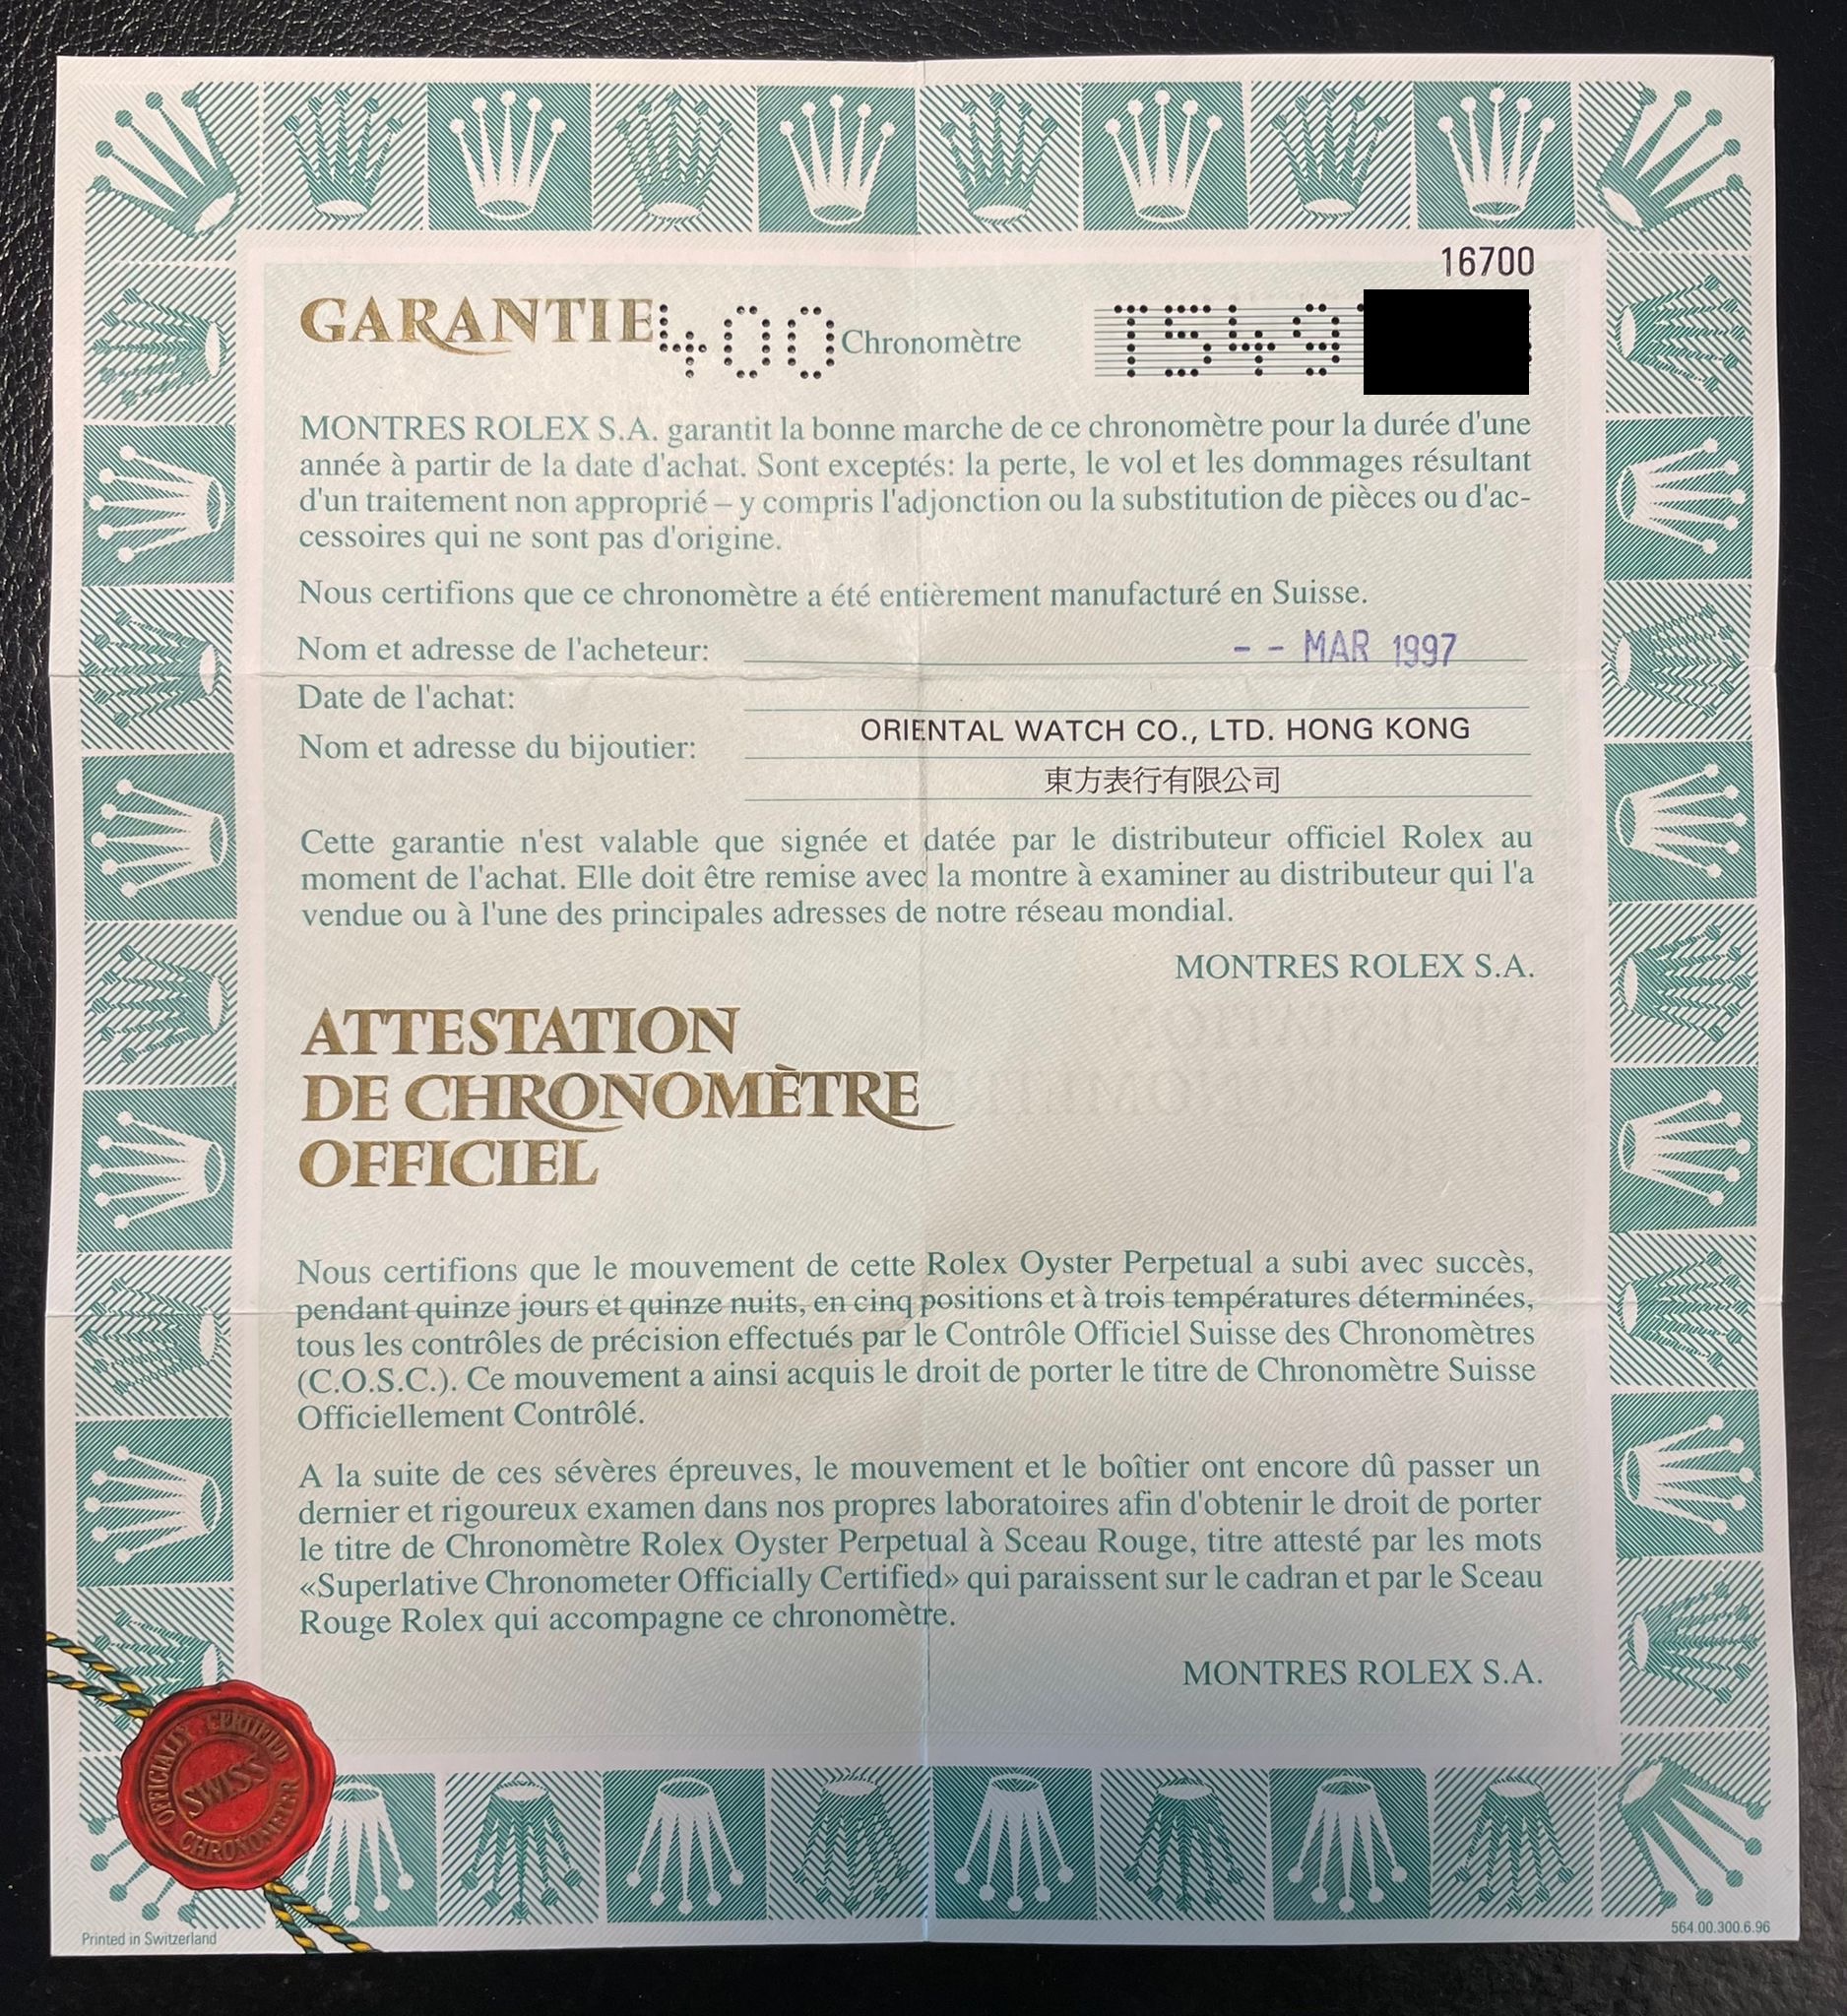 16700
GARANTIE 400 Chronomètre T549
MONTRES ROLEX S.A. garantit la bonne marche de ce chronomètre pour la durée d'une
année à partir de la date d'achat. Sont exceptés: la perte, le vol et les dommages résultant
d'un traitement non approprié – y compris l'adjonction ou la substitution de pièces ou d'ac-
cessoires qui ne sont pas d'origine.
Nous certifions que ce chronomètre a été entièrement manufacturé en Suisse.
Nom et adresse de l'acheteur: - - MAR 1997
Date de l'achat:
ORIENTAL WATCH CO., LTD. HONG KONG
Nom et adresse du bijoutier:
東方表行有限公司
Cette garantie n'est valable que signée et datée par le distributeur officiel Rolex au
moment de l'achat. Elle doit être remise avec la montre à examiner au distributeur qui l'a
vendue ou à l'une des principales adresses de notre réseau mondial.
MONTRES ROLEX S.A.
ATTESTATION
DE CHRONOMÈTRE
OFFICIEL
Nous certifions que le mouvement de cette Rolex Oyster Perpetual a subi avec succès,
pendant quinze jours et quinze nuits, en cinq positions et à trois températures déterminées,
tous les contrôles de précision effectués par le Contrôle Officiel Suisse des Chronomètres
(C.O.S.C.). Ce mouvement a ainsi acquis le droit de porter le titre de Chronomètre Suisse
Officiellement Contrôlé.
A la suite de ces sévères épreuves, le mouvement et le boîtier ont encore dû passer un
dernier et rigoureux examen dans nos propres laboratoires afin d'obtenir le droit de porter
le titre de Chronomètre Rolex Oyster Perpetual à Sceau Rouge, titre attesté par les mots
«Superlative Chronometer Officially Certified» qui paraissent sur le cadran et par le Sceau
Rouge Rolex qui accompagne ce chronomètre.
MONTRES ROLEX S.A.
OFFICIALLY CERTIFIED
SWISS
CHRONOMETER
Printed in Switzerland
564.00.300.6.96